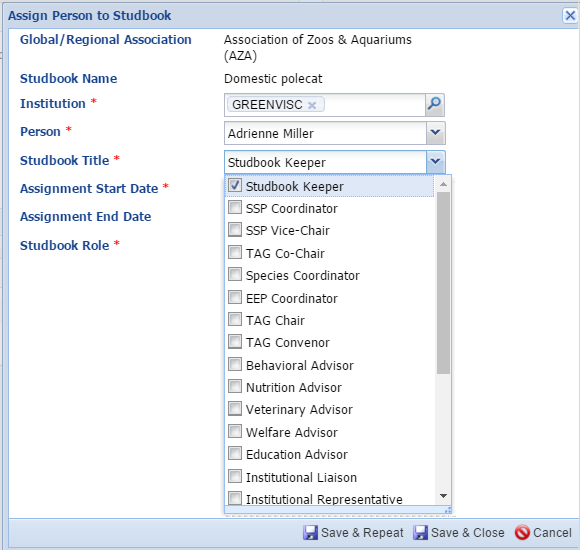 Assign Person to Studbook
Global/Regional Association Association of Zoos & Aquariums
(AZA)
Studbook Name Domestic polecat
Institution * GREENVISC
Person * Adrienne Miller
Studbook Title * Studbook Keeper
Assignment Start Date *
Assignment End Date
Studbook Role *
Studbook Keeper
SSP Coordinator
SSP Vice-Chair
TAG Co-Chair
Species Coordinator
EEP Coordinator
TAG Chair
TAG Convenor
Behavioral Advisor
Nutrition Advisor
Veterinary Advisor
Welfare Advisor
Education Advisor
Institutional Liaison
Institutional Representative
Save & Repeat Save & Close Cancel